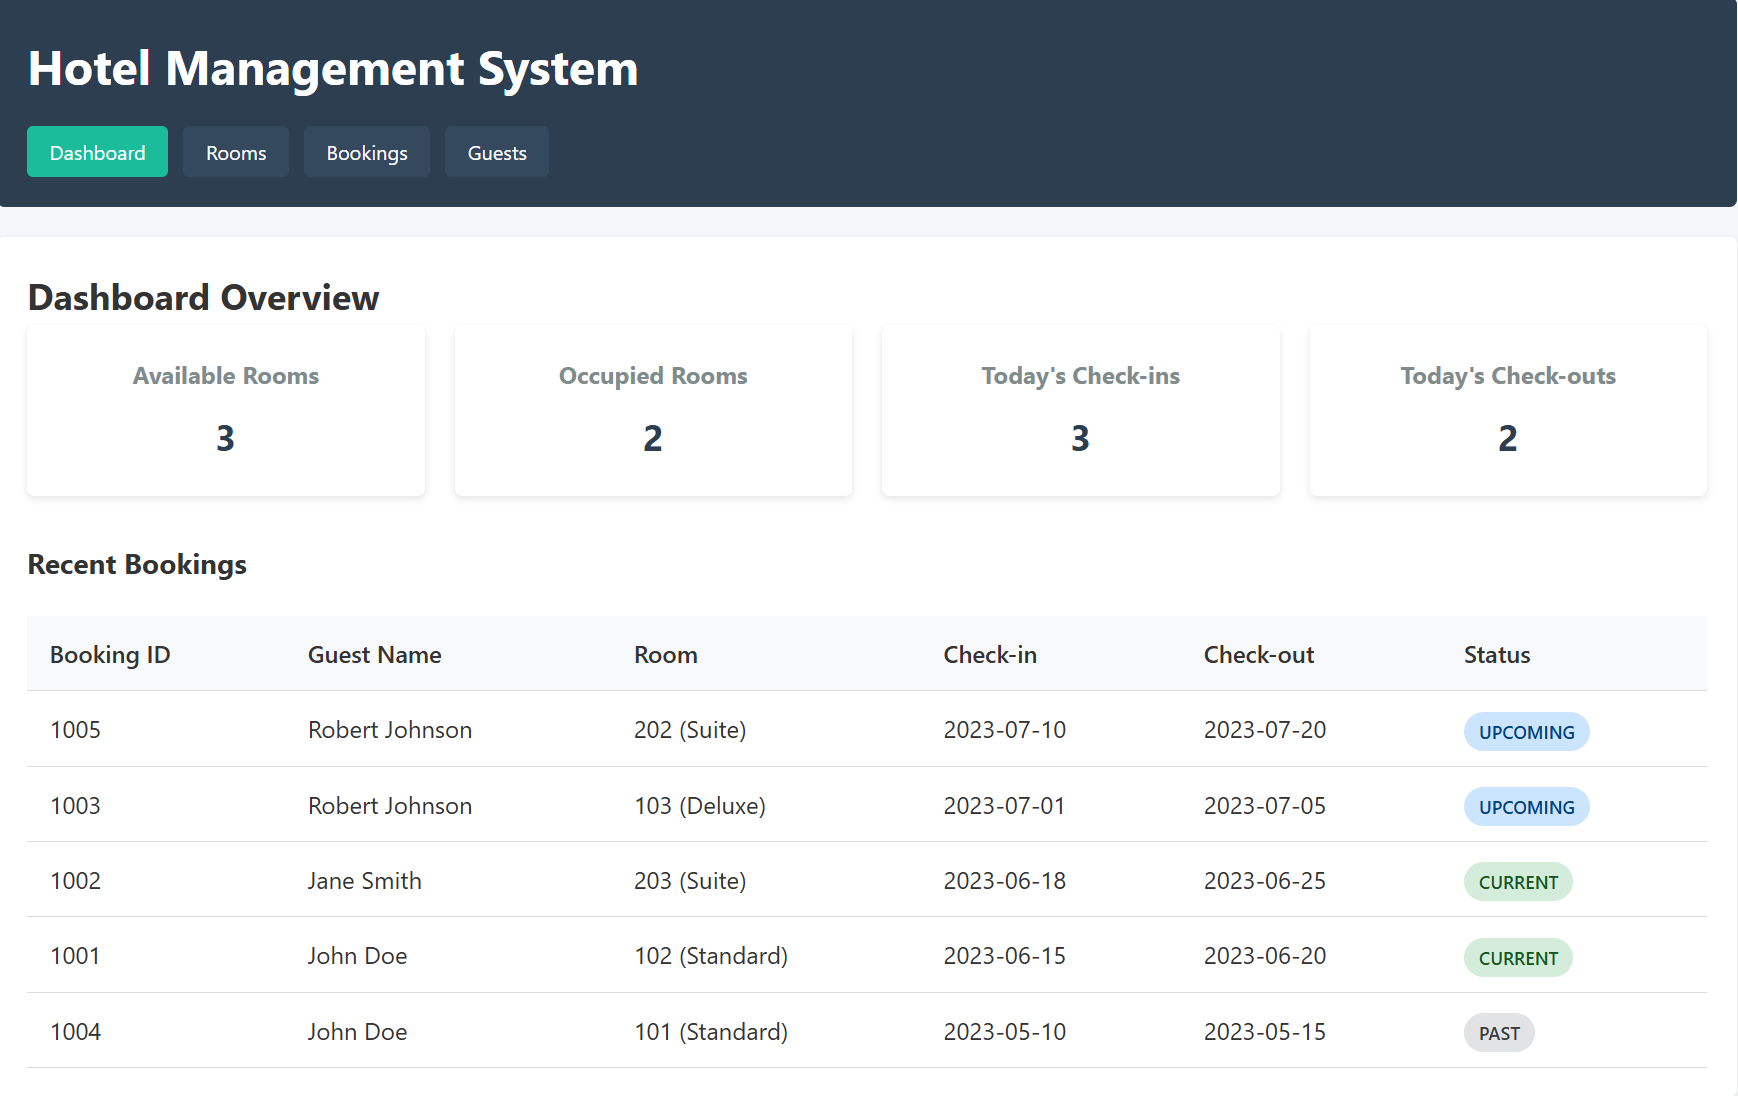 Hotel Management System
Dashboard Rooms Bookings Guests
Dashboard Overview
Available Rooms Occupied Rooms Today's Check-ins Today's Check-outs
3 2 3 2
Recent Bookings
Booking ID Guest Name Room Check-in Check-out Status
1005 Robert Johnson 202 (Suite) 2023-07-10 2023-07-20 UPCOMING
1003 Robert Johnson 103 (Deluxe) 2023-07-01 2023-07-05 UPCOMING
1002 Jane Smith 203 (Suite) 2023-06-18 2023-06-25 CURRENT
1001 John Doe 102 (Standard) 2023-06-15 2023-06-20 CURRENT
1004 John Doe 101 (Standard) 2023-05-10 2023-05-15 PAST